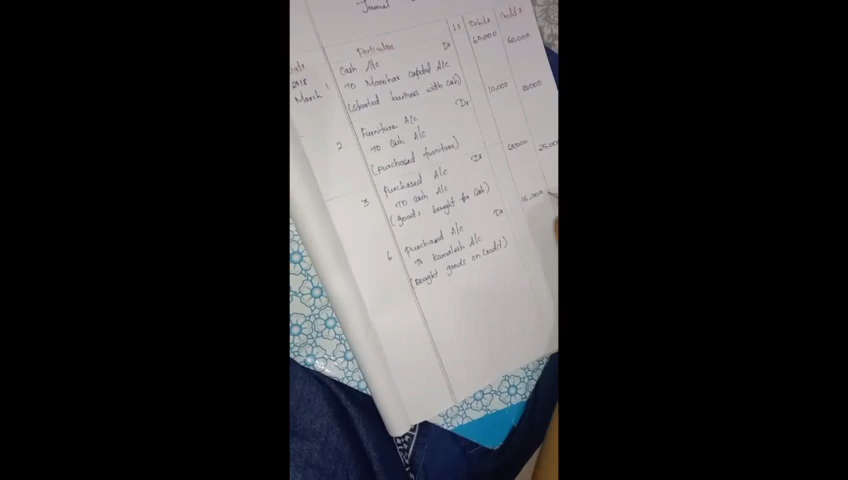 Journal
Date Particulars Debit Credit
2018
March 1 Cash A/c Dr 60,000
To Manohar capital A/c 60,000
(started business with cash)
2 Furniture A/c Dr 10,000
To cash A/c 10,000
(purchased furniture)
3 purchased A/c Dr
To cash A/c 25,000
(goods bought for cash)
6 purchased A/c Dr 15,000
To Kamalesh A/c
(Bought goods on credit)